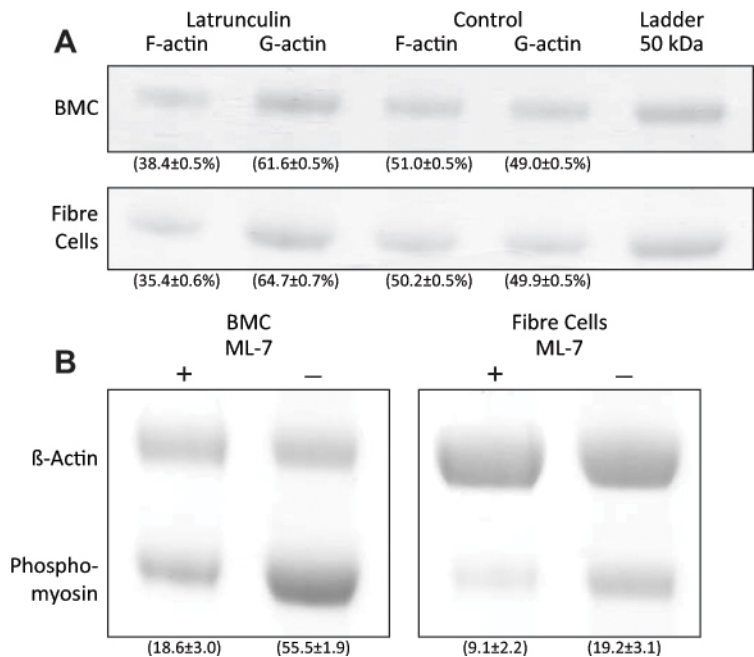 A
Latrunculin Control Ladder
F-actin G-actin F-actin G-actin 50 kDa
BMC
(38.4±0.5%) (61.6±0.5%) (51.0±0.5%) (49.0±0.5%)
Fibre
Cells
(35.4±0.6%) (64.7±0.7%) (50.2±0.5%) (49.9±0.5%)
B
BMC Fibre Cells
ML-7 ML-7
+ — + —
ß-Actin
Phospho-
myosin
(18.6±3.0) (55.5±1.9) (9.1±2.2) (19.2±3.1)